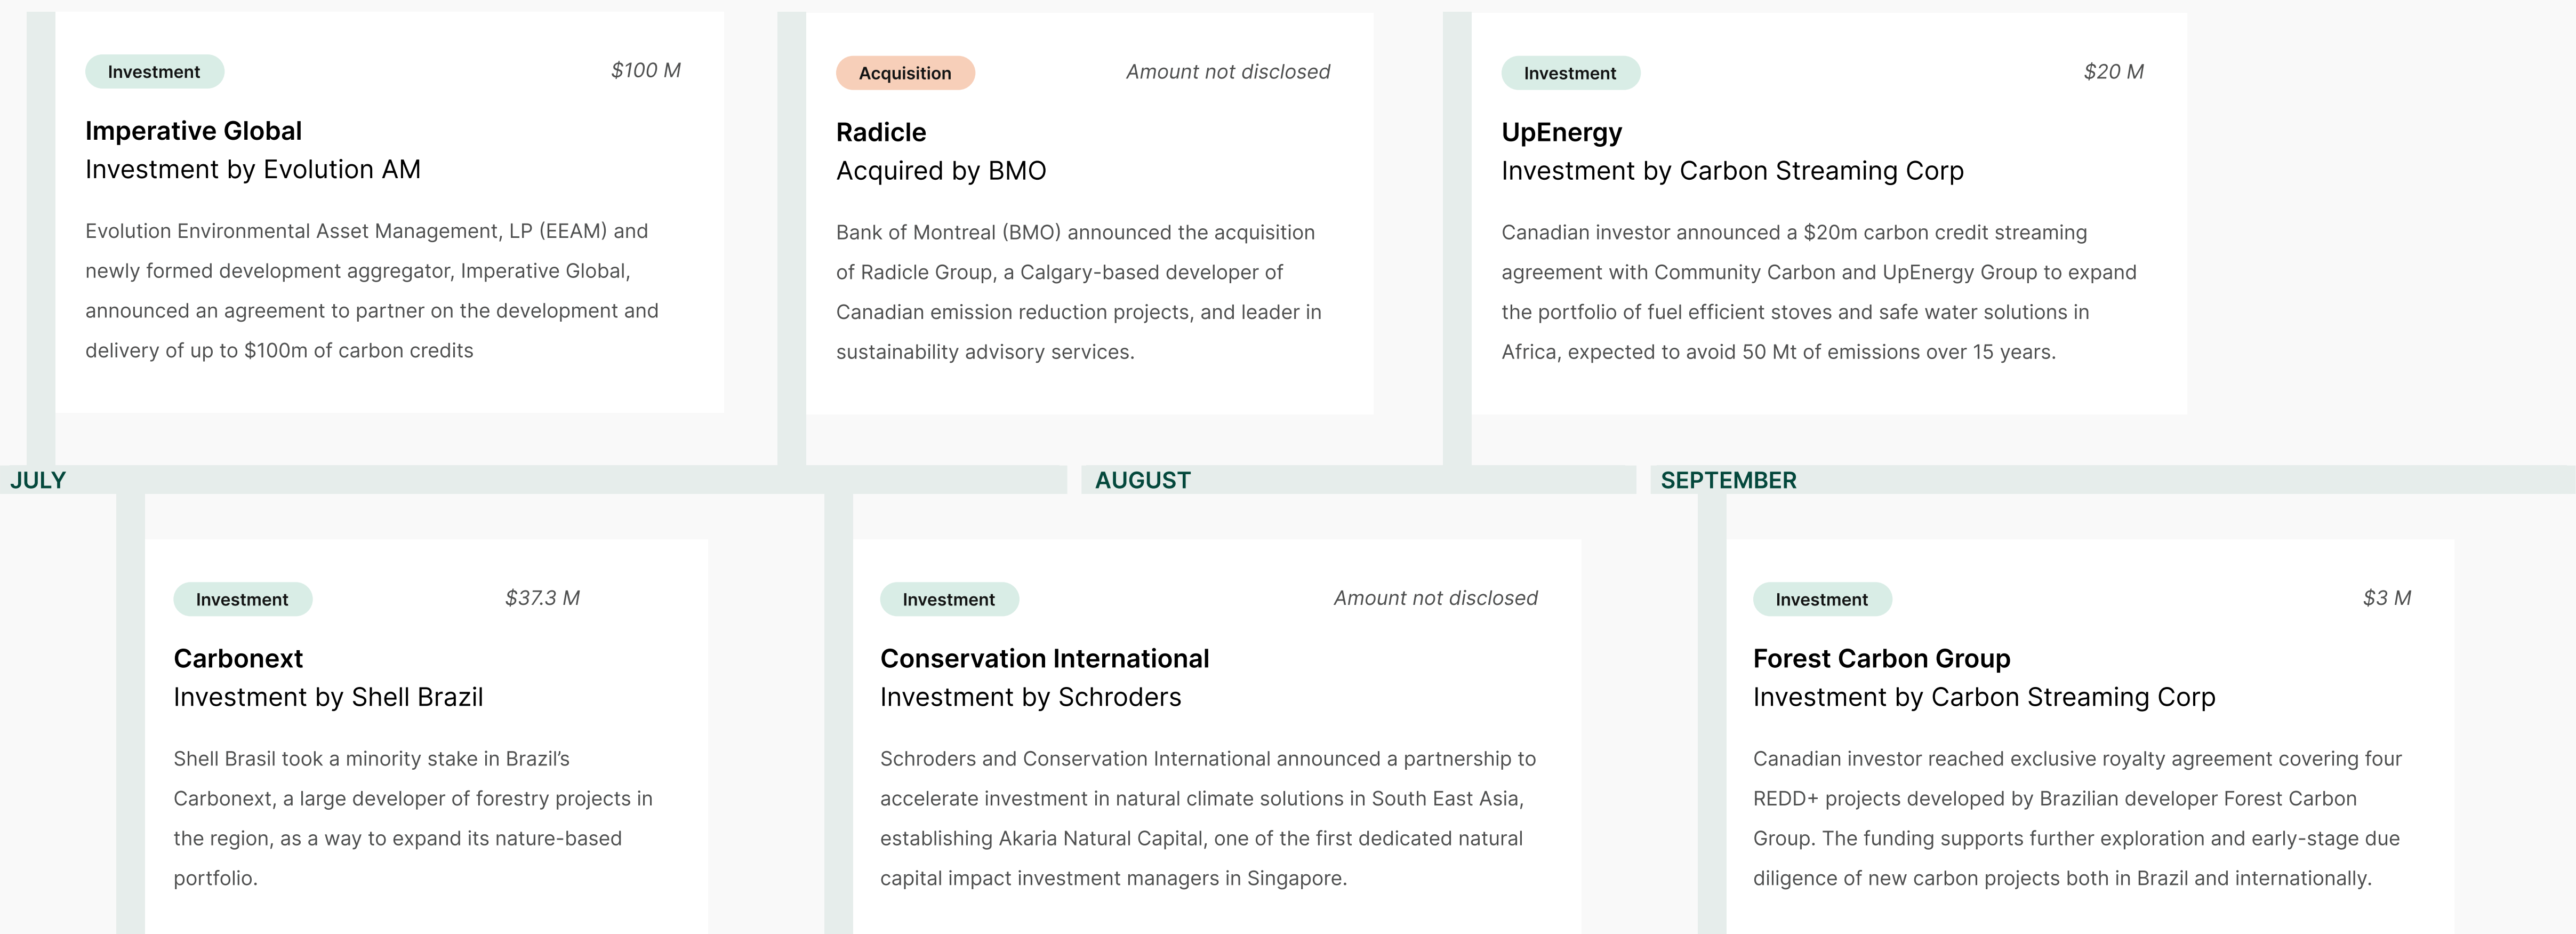 Investment
$100 M
Imperative Global
Investment by Evolution AM
Evolution Environmental Asset Management, LP (EEAM) and
newly formed development aggregator, Imperative Global,
announced an agreement to partner on the development and
delivery of up to $100m of carbon credits
Acquisition
Amount not disclosed
Radicle
Acquired by BMO
Bank of Montreal (BMO) announced the acquisition
of Radicle Group, a Calgary-based developer of
Canadian emission reduction projects, and leader in
sustainability advisory services.
Investment
$20 M
UpEnergy
Investment by Carbon Streaming Corp
Canadian investor announced a $20m carbon credit streaming
agreement with Community Carbon and UpEnergy Group to expand
the portfolio of fuel efficient stoves and safe water solutions in
Africa, expected to avoid 50 Mt of emissions over 15 years.
JULY
AUGUST
SEPTEMBER
Investment
$37.3 M
Carbonext
Investment by Shell Brazil
Shell Brasil took a minority stake in Brazil’s
Carbonext, a large developer of forestry projects in
the region, as a way to expand its nature-based
portfolio.
Investment
Amount not disclosed
Conservation International
Investment by Schroders
Schroders and Conservation International announced a partnership to
accelerate investment in natural climate solutions in South East Asia,
establishing Akaria Natural Capital, one of the first dedicated natural
capital impact investment managers in Singapore.
Investment
$3 M
Forest Carbon Group
Investment by Carbon Streaming Corp
Canadian investor reached exclusive royalty agreement covering four
REDD+ projects developed by Brazilian developer Forest Carbon
Group. The funding supports further exploration and early-stage due
diligence of new carbon projects both in Brazil and internationally.